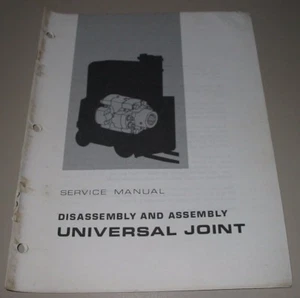 SERVICE MANUAL
DISASSEMBLY AND ASSEMBLY
UNIVERSAL JOINT